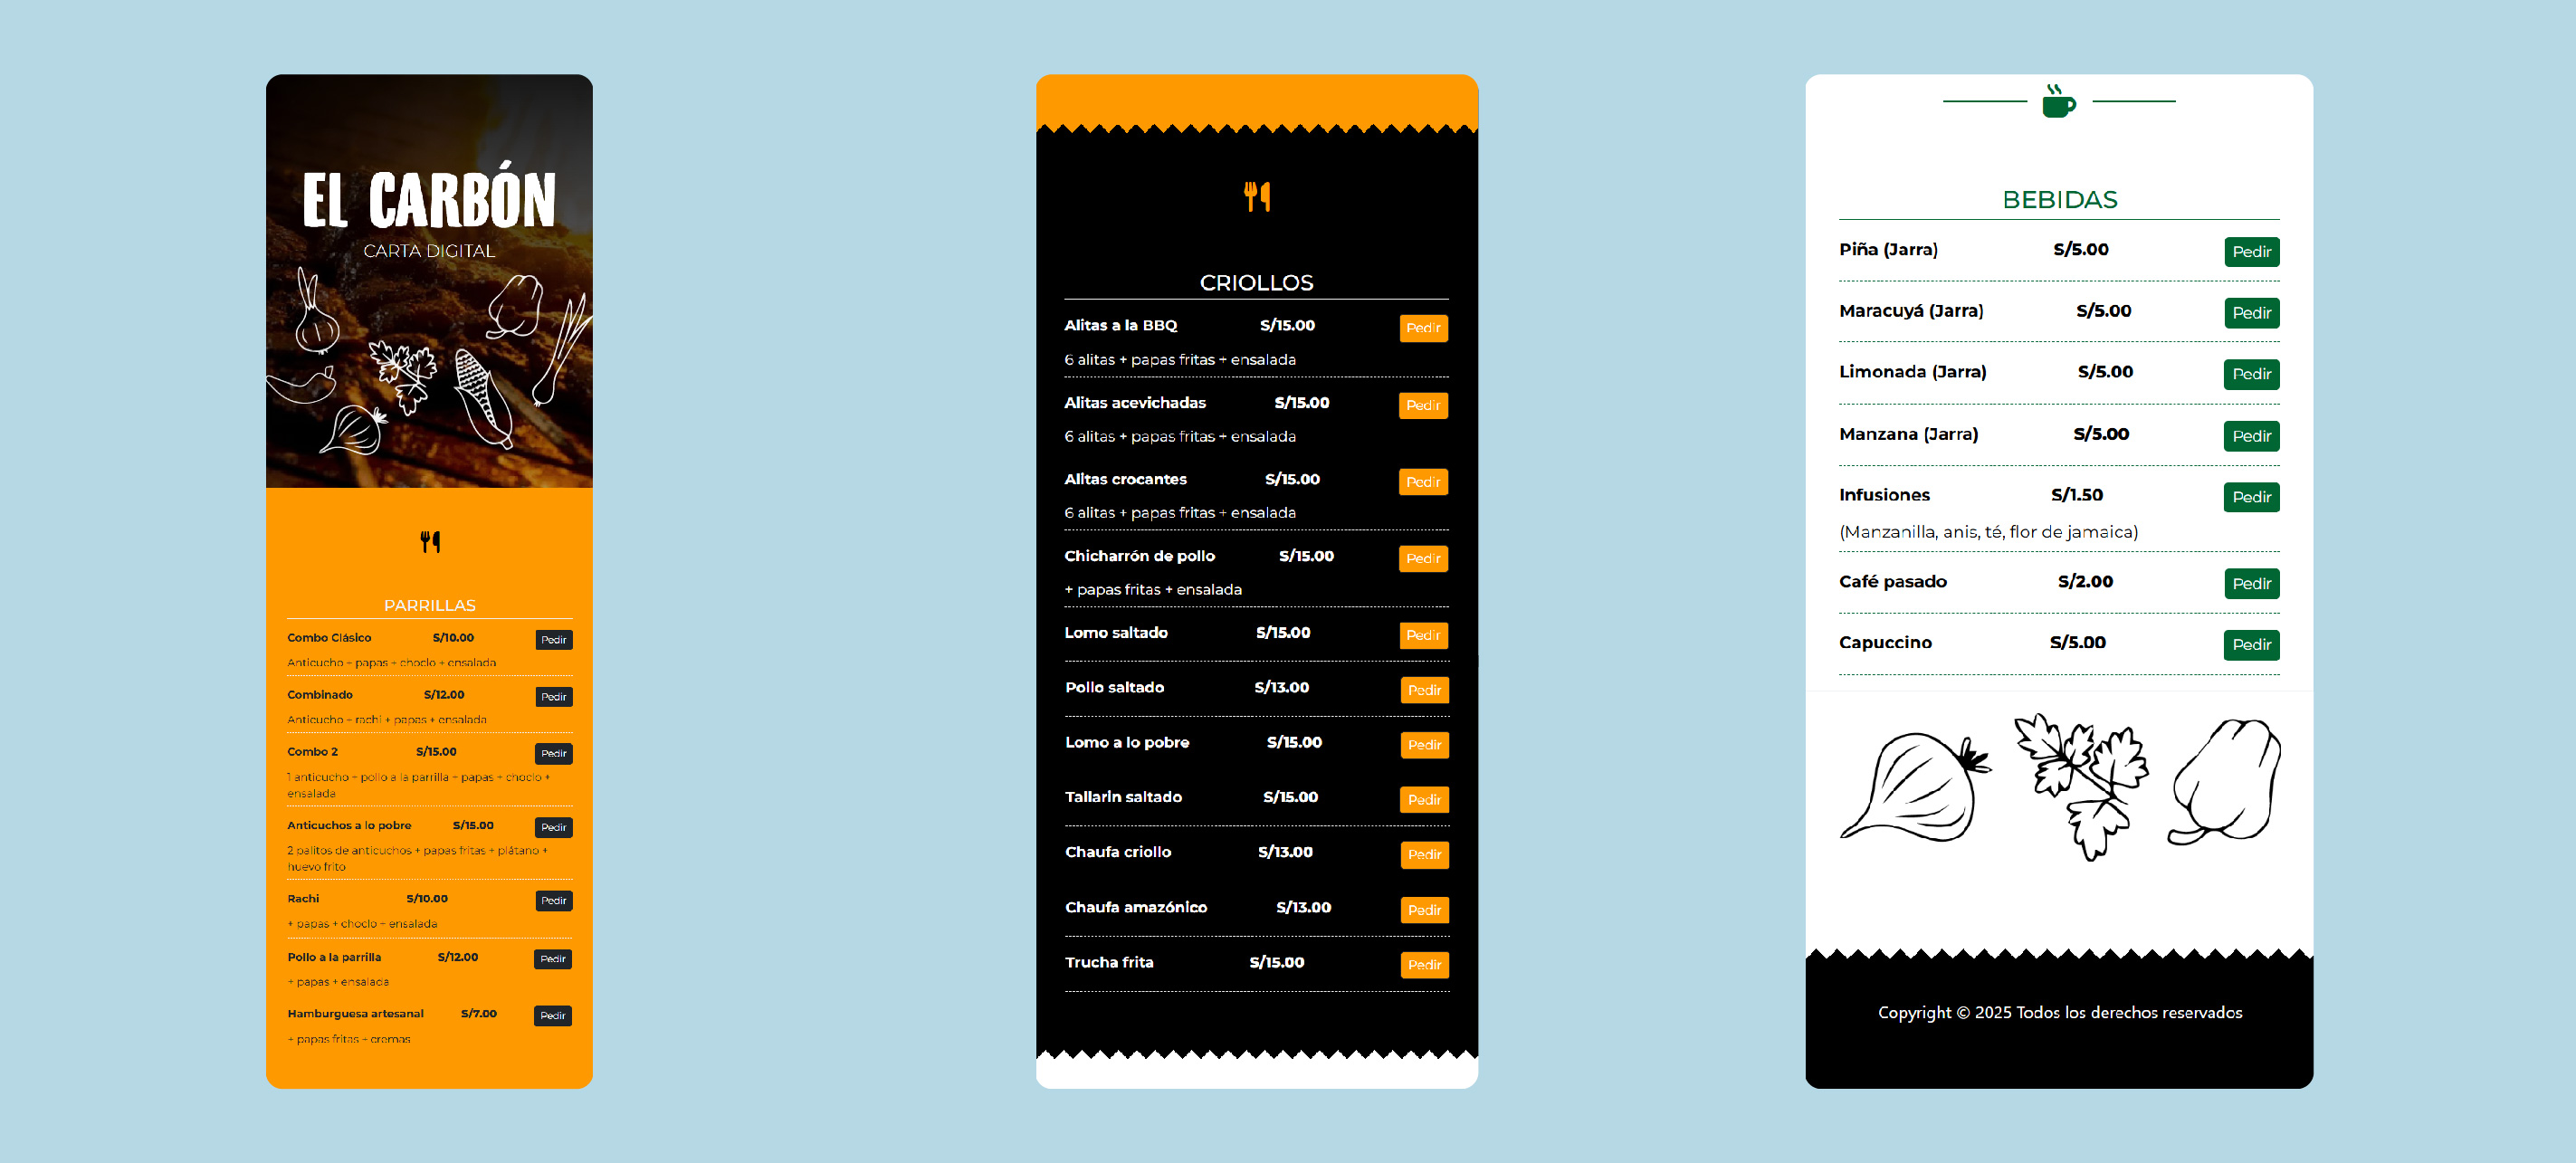 EL CARBÓN
CARTA DIGITAL
PARRILLAS
Combo Clásico S/10.00 Pedir
Anticucho + papas + choclo + ensalada
Combinado S/12.00 Pedir
Anticucho + rachi + papas + ensalada
Combo 2 S/15.00 Pedir
1 anticucho + pollo a la parrilla + papas + choclo +
ensalada
Anticuchos a lo pobre S/15.00 Pedir
2 palitos de anticuchos + papas fritas + plátano +
huevo frito
Rachi S/10.00 Pedir
+ papas + choclo + ensalada
Pollo a la parrilla S/12.00 Pedir
+ papas + ensalada
Hamburguesa artesanal S/7.00 Pedir
+ papas fritas + cremas
CRIOLLOS
Alitas a la BBQ S/15.00 Pedir
6 alitas + papas fritas + ensalada
Alitas acevichadas S/15.00 Pedir
6 alitas + papas fritas + ensalada
Alitas crocantes S/15.00 Pedir
6 alitas + papas fritas + ensalada
Chicharrón de pollo S/15.00 Pedir
+ papas fritas + ensalada
Lomo saltado S/15.00 Pedir
Pollo saltado S/13.00 Pedir
Lomo a lo pobre S/15.00 Pedir
Tallarin saltado S/15.00 Pedir
Chaufa criollo S/13.00 Pedir
Chaufa amazónico S/13.00 Pedir
Trucha frita S/15.00 Pedir
BEBIDAS
Piña (Jarra) S/5.00 Pedir
Maracuyá (Jarra) S/5.00 Pedir
Limonada (Jarra) S/5.00 Pedir
Manzana (Jarra) S/5.00 Pedir
Infusiones S/1.50 Pedir
(Manzanilla, anis, té, flor de jamaica)
Café pasado S/2.00 Pedir
Capuccino S/5.00 Pedir
Copyright © 2025 Todos los derechos reservados